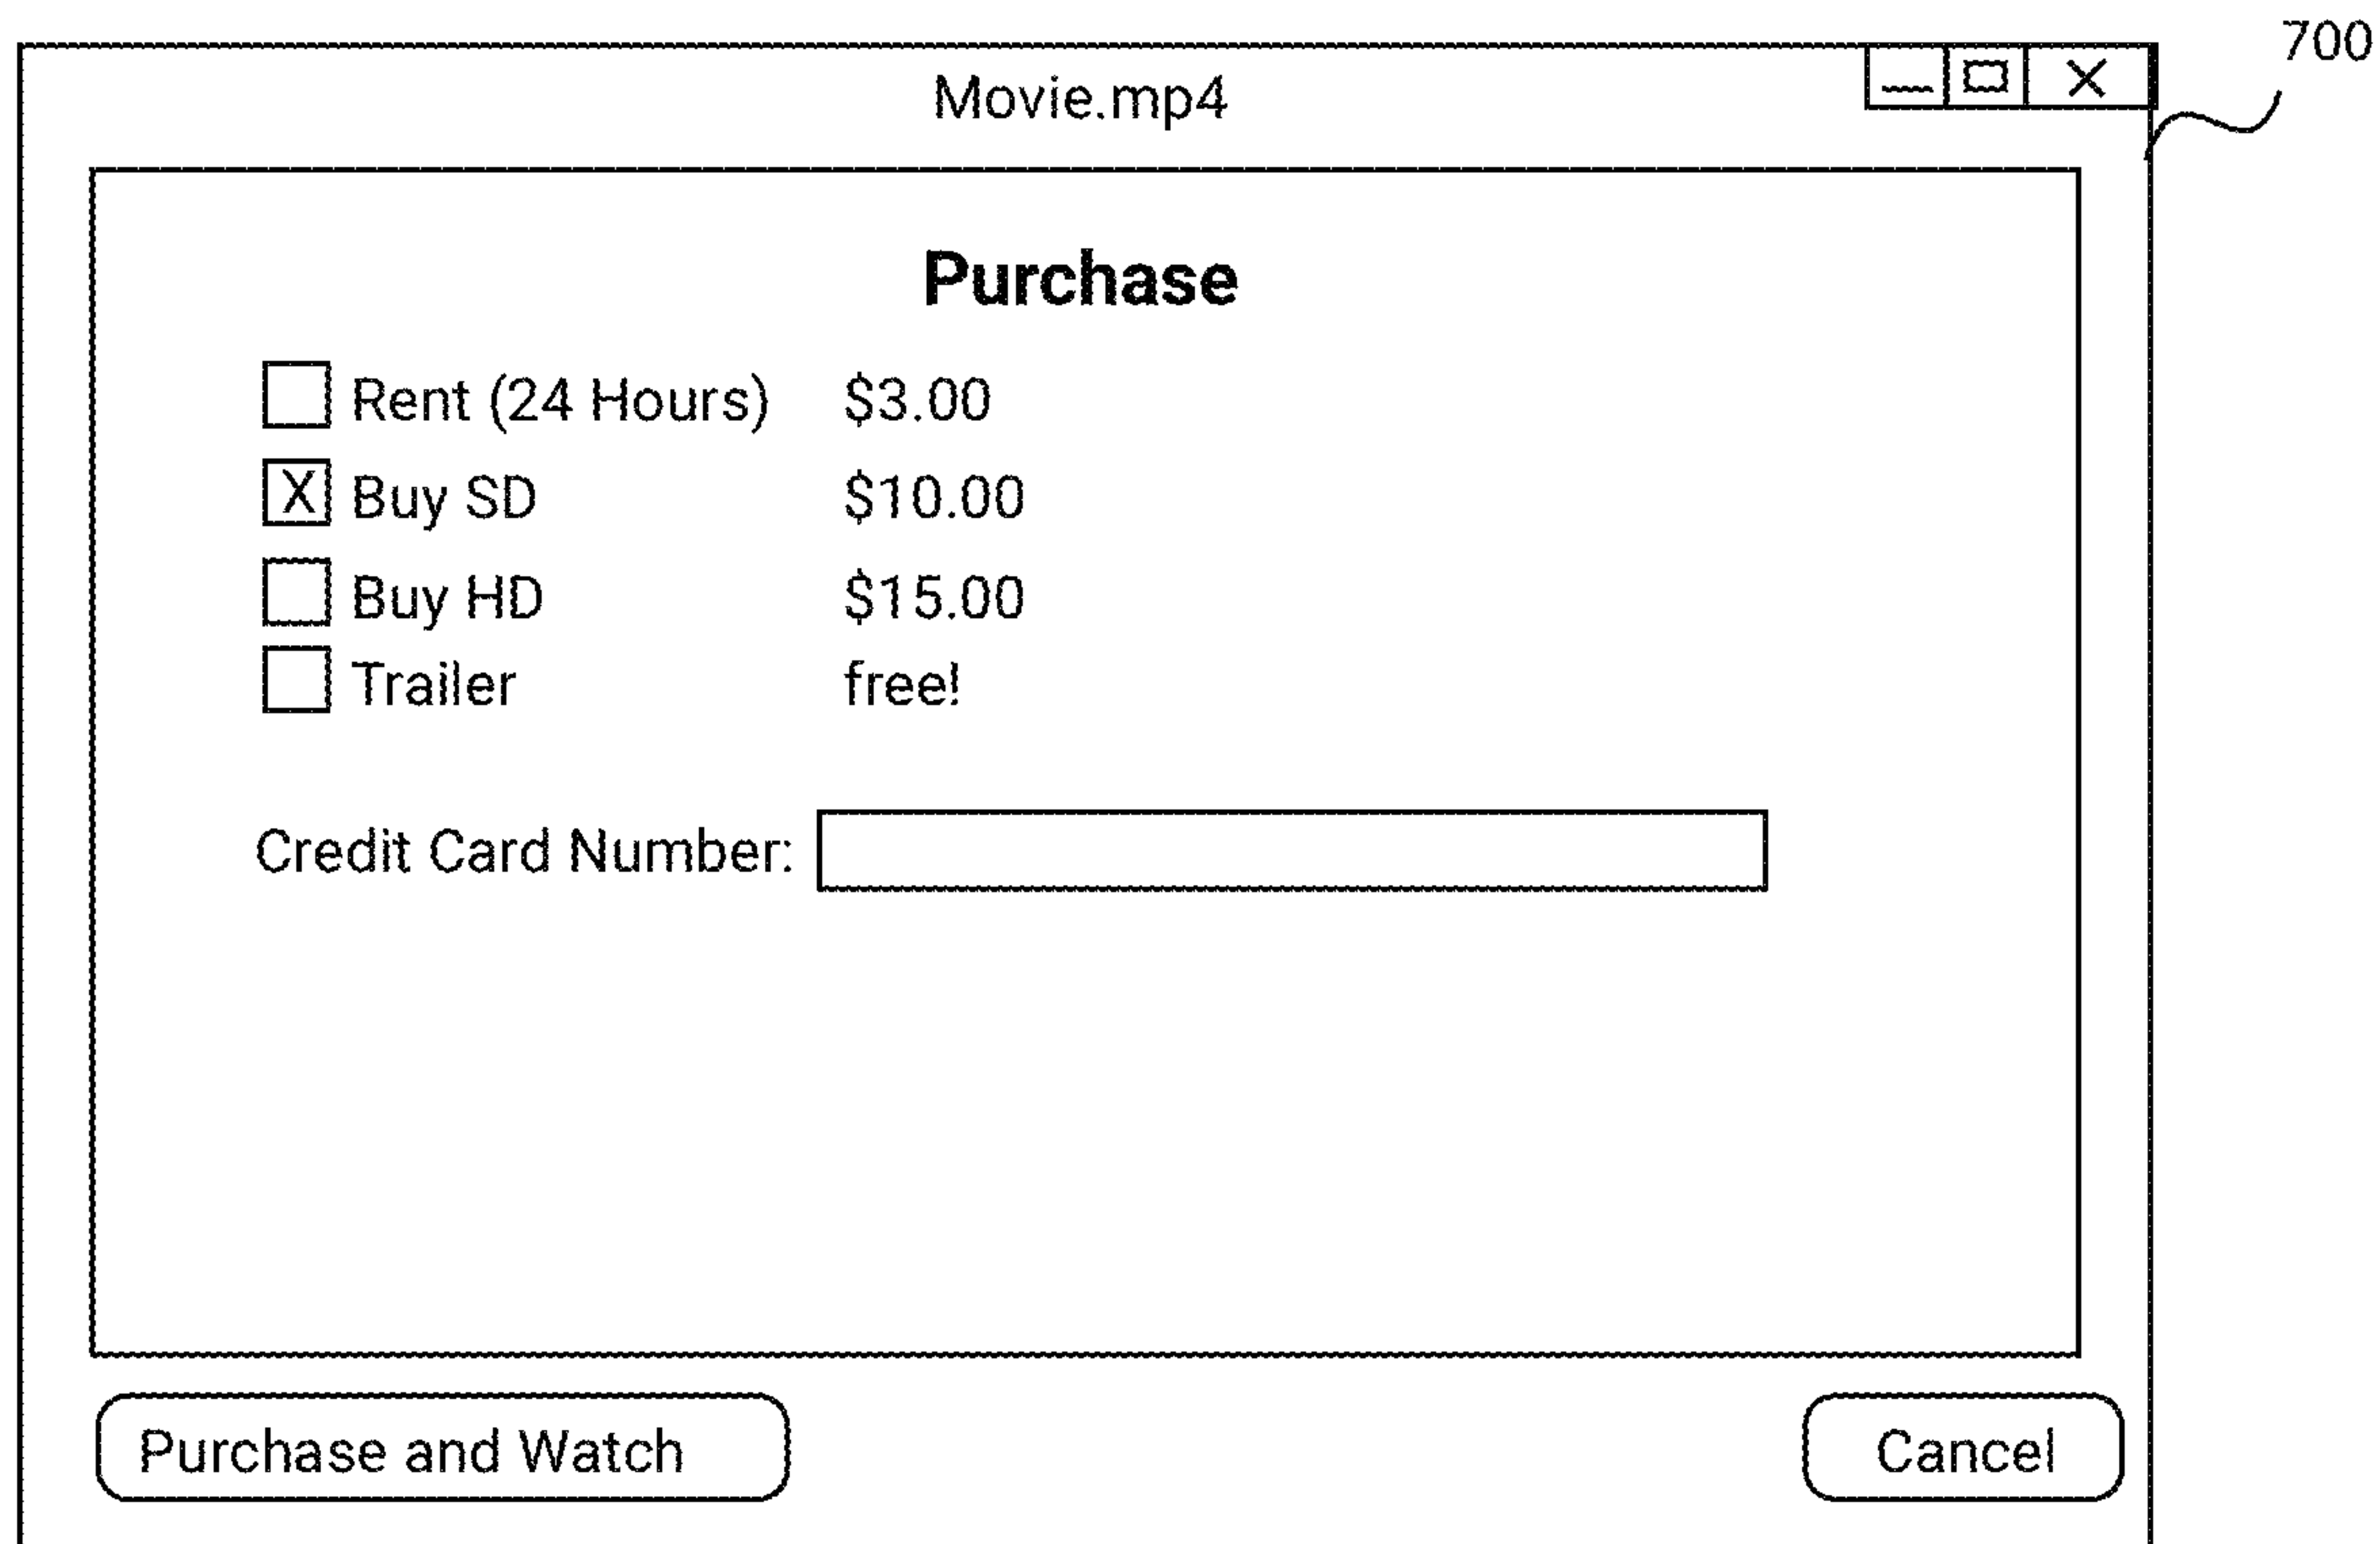 700
Movie.mp4
Purchase
Rent (24 Hours) $3.00
X Buy SD $10.00
Buy HD $15.00
Trailer free!
Credit Card Number:
Purchase and Watch Cancel